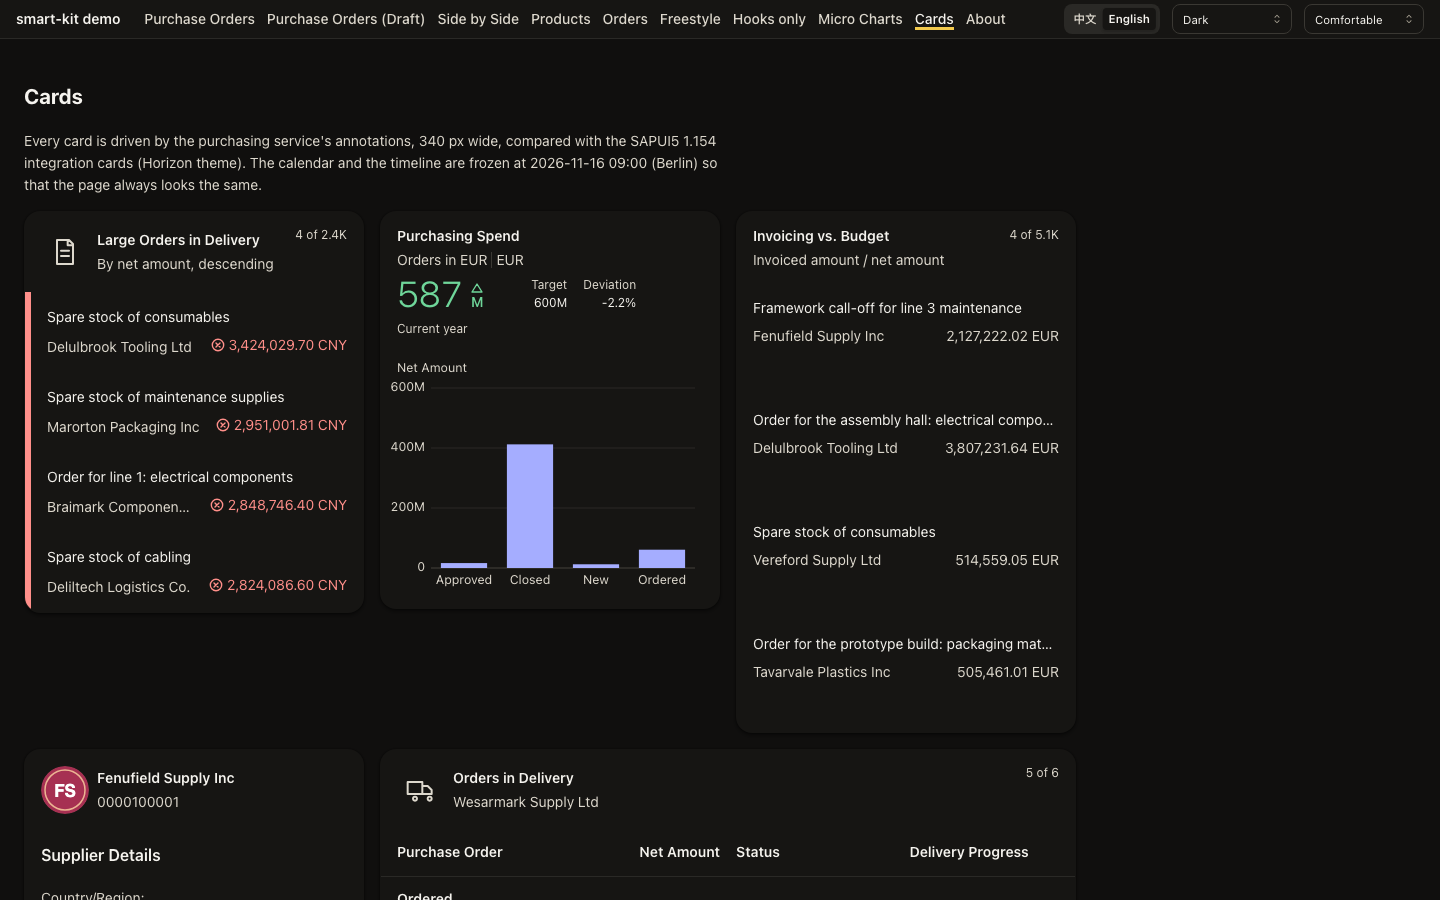 smart-kit demo
Purchase Orders
Purchase Orders (Draft)
Side by Side
Products
Orders
Freestyle
Hooks only
Micro Charts
Cards
About
中文
English
Dark
Comfortable
Cards
Every card is driven by the purchasing service's annotations, 340 px wide, compared with the SAPUI5 1.154
integration cards (Horizon theme). The calendar and the timeline are frozen at 2026-11-16 09:00 (Berlin) so
that the page always looks the same.
Large Orders in Delivery
4 of 2.4K
By net amount, descending
Spare stock of consumables
Delulbrook Tooling Ltd
3,424,029.70 CNY
Spare stock of maintenance supplies
Marorton Packaging Inc
2,951,001.81 CNY
Order for line 1: electrical components
Braimark Componen...
2,848,746.40 CNY
Spare stock of cabling
Deliltech Logistics Co.
2,824,086.60 CNY
Purchasing Spend
Orders in EUR
EUR
587
M
Target
Deviation
600M
-2.2%
Current year
Net Amount
600M
400M
200M
0
Approved
Closed
New
Ordered
Invoicing vs. Budget
4 of 5.1K
Invoiced amount / net amount
Framework call-off for line 3 maintenance
Fenufield Supply Inc
2,127,222.02 EUR
Order for the assembly hall: electrical compo...
Delulbrook Tooling Ltd
3,807,231.64 EUR
Spare stock of consumables
Vereford Supply Ltd
514,559.05 EUR
Order for the prototype build: packaging mat...
Tavarvale Plastics Inc
505,461.01 EUR
FS
Fenufield Supply Inc
0000100001
Supplier Details
Country/Region:
Orders in Delivery
5 of 6
Wesarmark Supply Ltd
Purchase Order
Net Amount
Status
Delivery Progress
Ordered